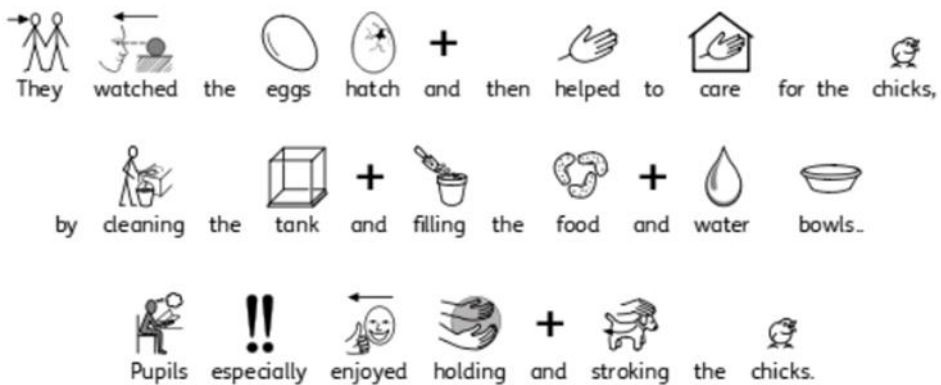 They watched the eggs hatch and then helped to care for the chicks,
by cleaning the tank and filling the food and water bowls..
Pupils especially enjoyed holding and stroking the chicks.